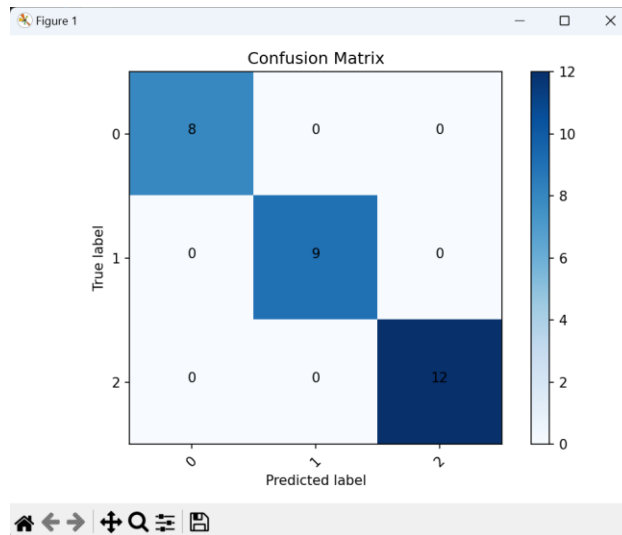 Figure 1
Confusion Matrix
12
10
8
6
4
2
0
True label
0
8 0 0
1
0 9 0
2
0 0 12
0 1 2
Predicted label